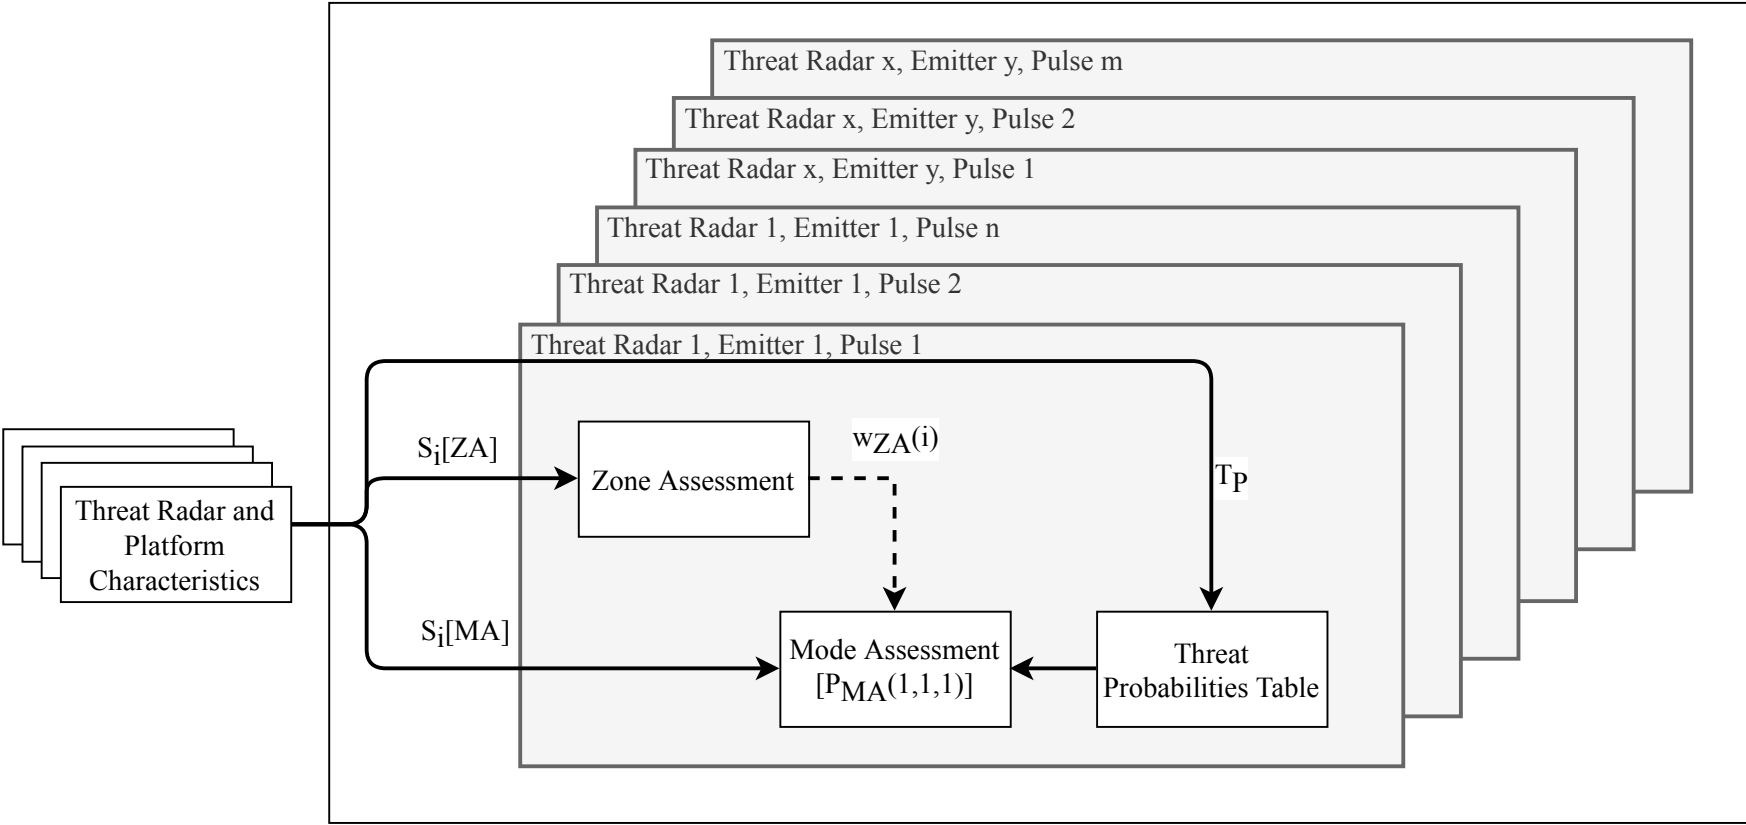 Threat Radar x, Emitter y, Pulse m
Threat Radar x, Emitter y, Pulse 2
Threat Radar x, Emitter y, Pulse 1
Threat Radar 1, Emitter 1, Pulse n
Threat Radar 1, Emitter 1, Pulse 2
Threat Radar 1, Emitter 1, Pulse 1
Threat Radar and
Platform
Characteristics
Si[ZA]
Zone Assessment
wZA(i)
TP
Si[MA]
Mode Assessment
[PMA(1,1,1)]
Threat
Probabilities Table